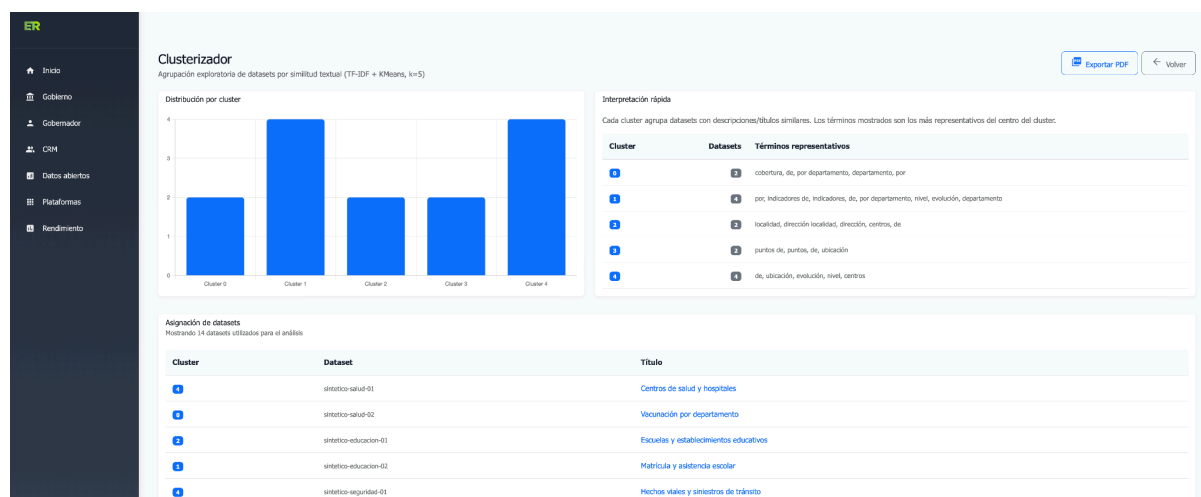 ER
Inicio
Gobierno
Gobernador
CRM
Datos abiertos
Plataformas
Rendimiento
Clusterizador
Agrupación exploratoria de datasets por similitud textual (TF-IDF + KMeans, k=5)
Exportar PDF
Volver
Distribución por cluster
4
3
2
1
0
Cluster 0 Cluster 1 Cluster 2 Cluster 3 Cluster 4
Interpretación rápida
Cada cluster agrupa datasets con descripciones/títulos similares. Los términos mostrados son los más representativos del centro del cluster.
Cluster Datasets Términos representativos
0 2 cobertura, de, por departamento, departamento, por
1 4 por, indicadores de, indicadores, de, por departamento, nivel, evolución, departamento
2 2 localidad, dirección localidad, dirección, centros, de
3 2 puntos de, puntos, de, ubicación
4 4 de, ubicación, evolución, nivel, centros
Asignación de datasets
Mostrando 14 datasets utilizados para el análisis
Cluster Dataset Título
4 sintetico-salud-01 Centros de salud y hospitales
0 sintetico-salud-02 Vacunación por departamento
2 sintetico-educacion-01 Escuelas y establecimientos educativos
1 sintetico-educacion-02 Matrícula y asistencia escolar
4 sintetico-seguridad-01 Hechos viales y siniestros de tránsito